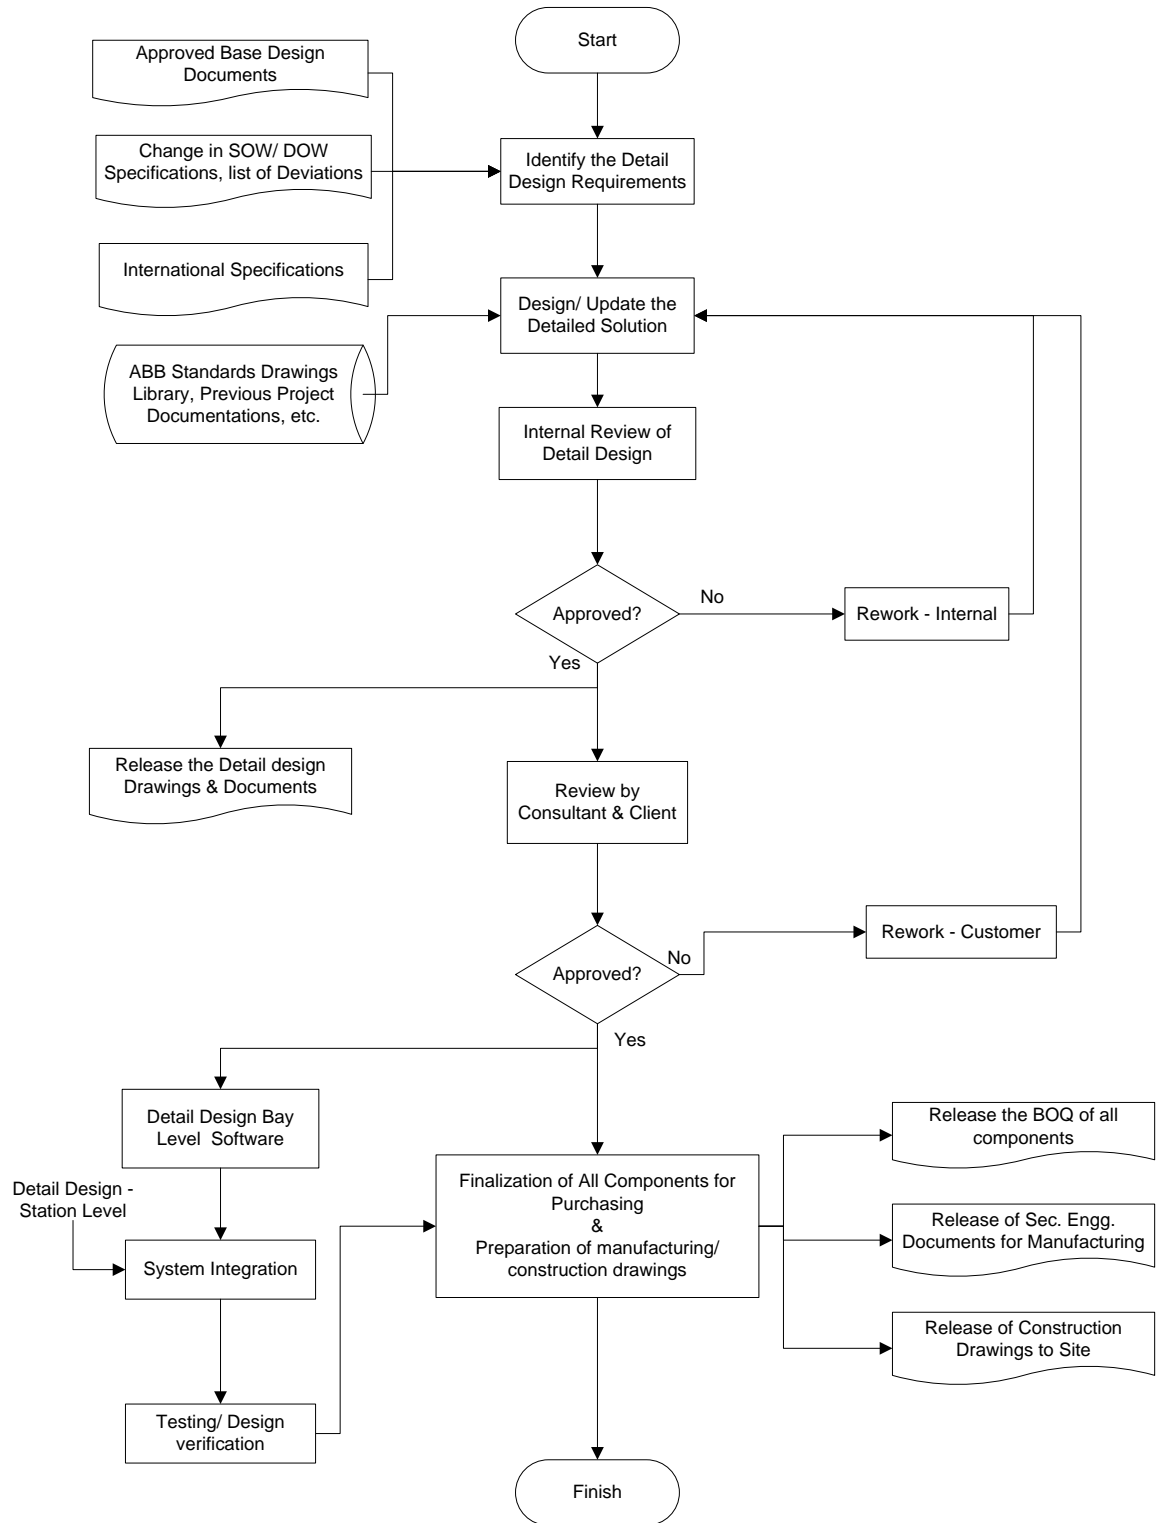 Start
Approved Base Design
Documents
Change in SOW/ DOW
Specifications, list of Deviations
Identify the Detail
Design Requirements
International Specifications
Design/ Update the
Detailed Solution
ABB Standards Drawings
Library, Previous Project
Documentations, etc.
Internal Review of
Detail Design
Approved?
No
Rework - Internal
Yes
Release the Detail design
Drawings & Documents
Review by
Consultant & Client
Approved?
No
Rework - Customer
Yes
Detail Design Bay
Level Software
Detail Design -
Station Level
System Integration
Testing/ Design
verification
Finalization of All Components for
Purchasing
&
Preparation of manufacturing/
construction drawings
Release the BOQ of all
components
Release of Sec. Engg.
Documents for Manufacturing
Release of Construction
Drawings to Site
Finish